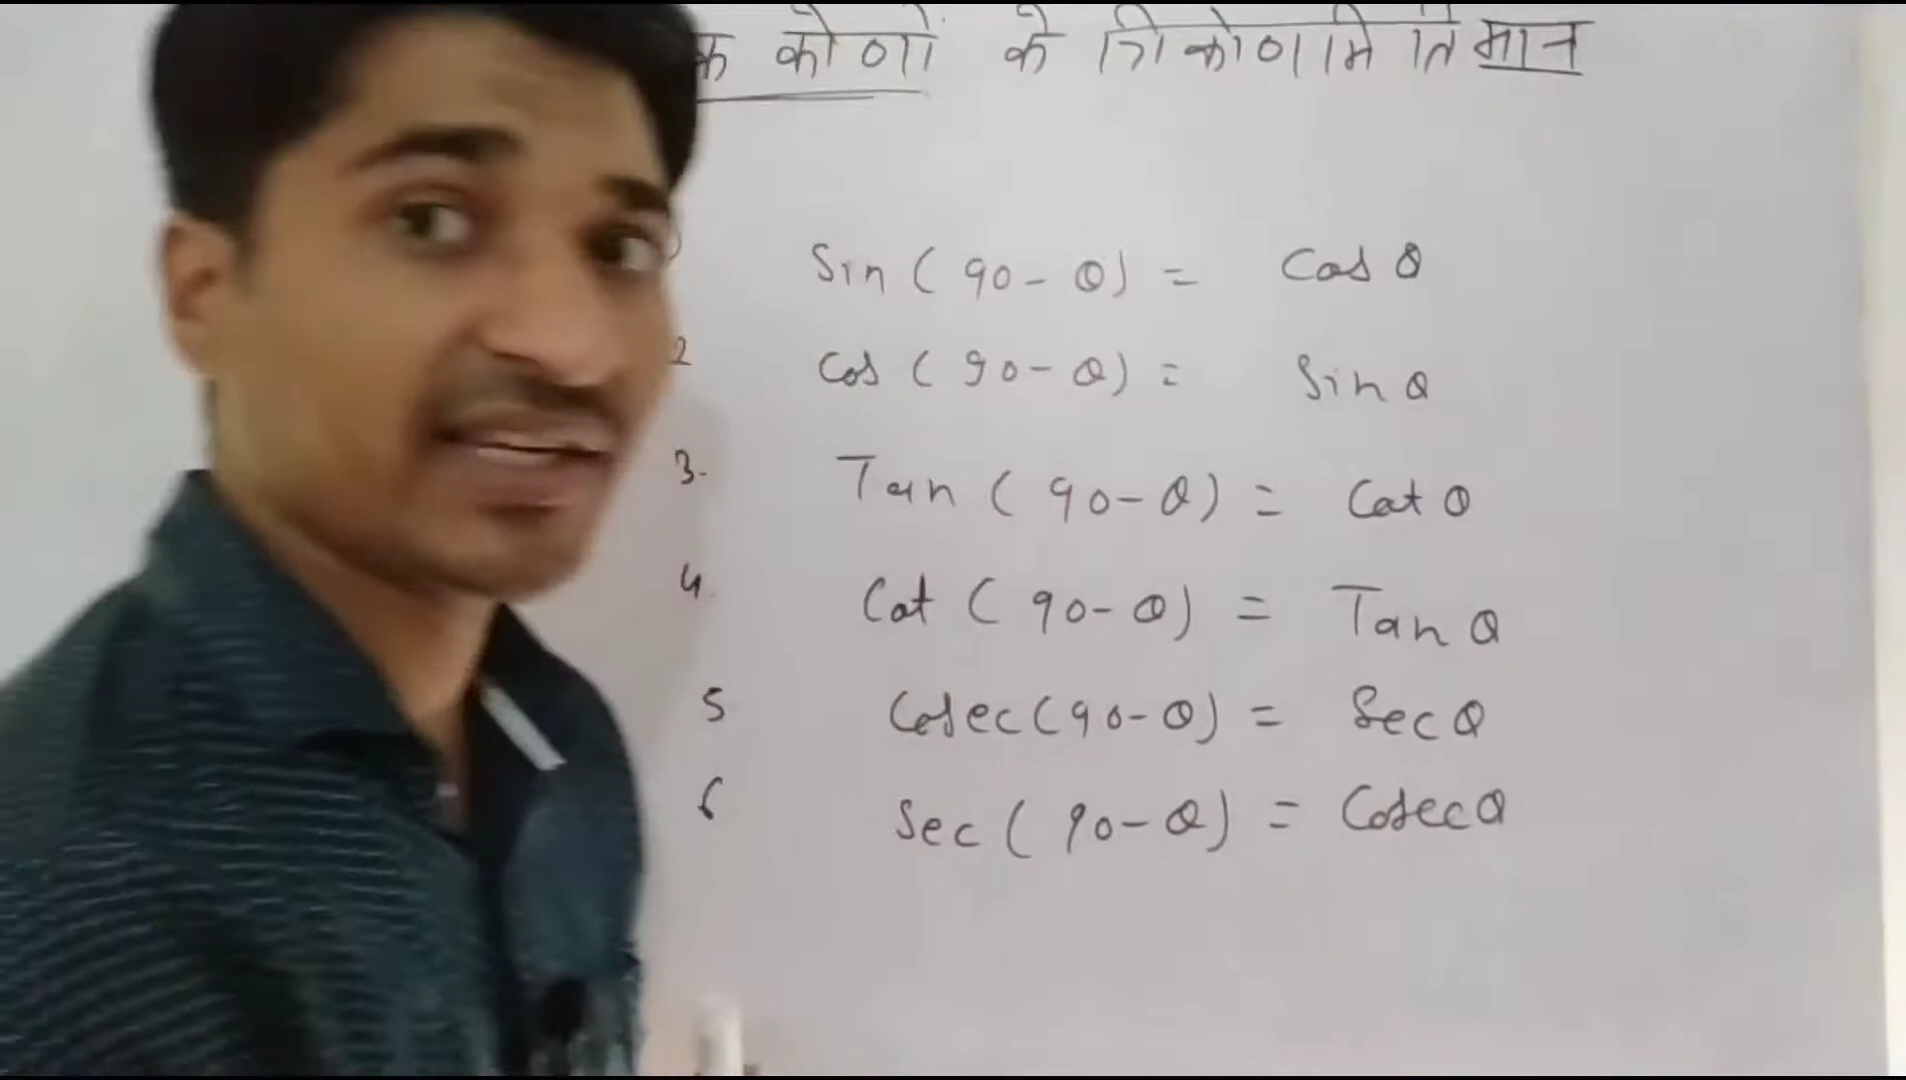 कोणों के त्रिकोणमिति मान
Sin ( 90 - θ ) = Cos θ
2 Cos ( 90 - θ ) = Sin θ
3. Tan ( 90 - θ ) = Cot θ
4. Cot ( 90 - θ ) = Tan θ
5 Cosec ( 90 - θ ) = Sec θ
6 Sec ( 90 - θ ) = Cosec θ